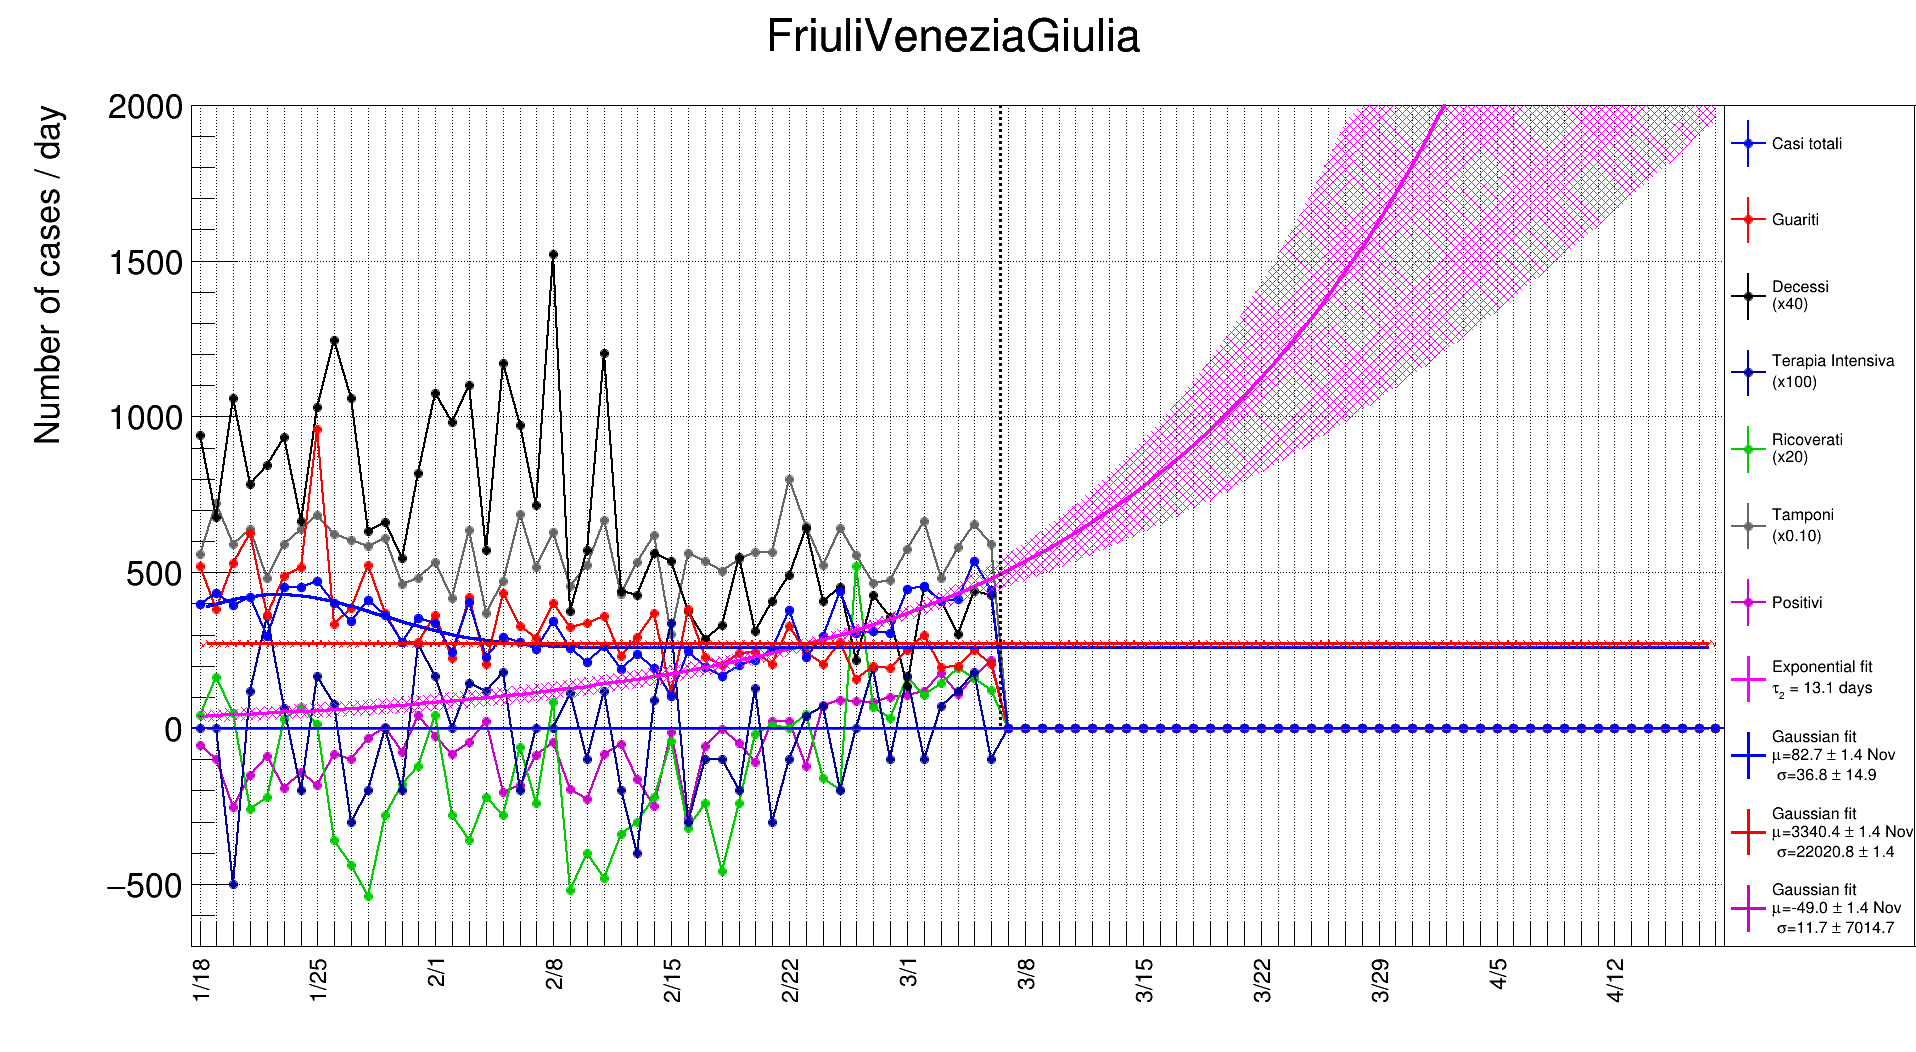 FriuliVeneziaGiulia
Number of cases / day
2000
1500
1000
500
0
−500
1/18
1/25
2/1
2/8
2/15
2/22
3/1
3/8
3/15
3/22
3/29
4/5
4/12
Casi totali
Guariti
Decessi
(x40)
Terapia Intensiva
(x100)
Ricoverati
(x20)
Tamponi
(x0.10)
Positivi
Exponential fit
τ2 = 13.1 days
Gaussian fit
μ=82.7 ± 1.4 Nov
σ=36.8 ± 14.9
Gaussian fit
μ=3340.4 ± 1.4 Nov
σ=22020.8 ± 1.4
Gaussian fit
μ=-49.0 ± 1.4 Nov
σ=11.7 ± 7014.7